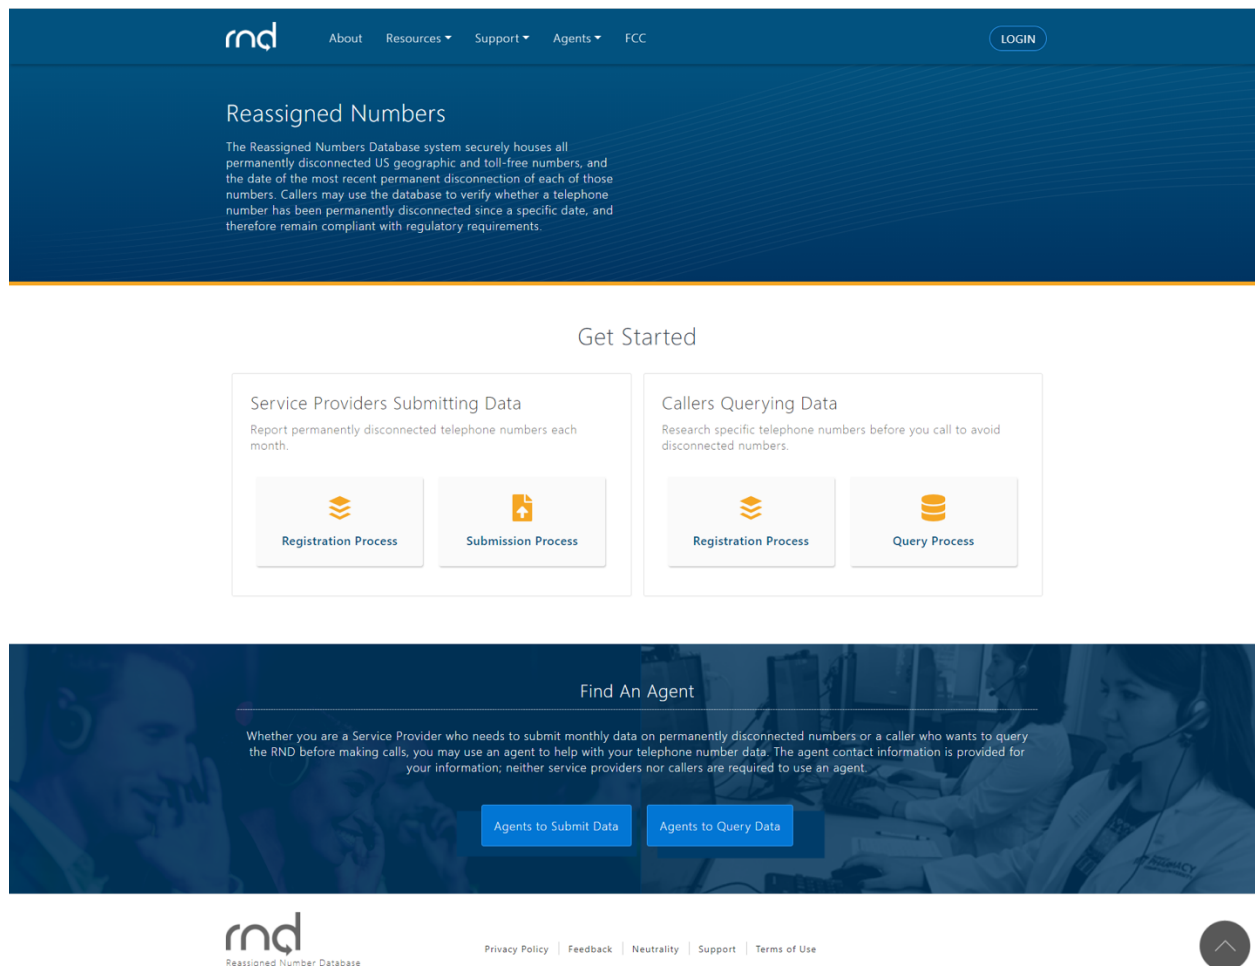 rnd
About Resources Support Agents FCC
LOGIN
Reassigned Numbers
The Reassigned Numbers Database system securely houses all
permanently disconnected US geographic and toll-free numbers, and
the date of the most recent permanent disconnection of each of those
numbers. Callers may use the database to verify whether a telephone
number has been permanently disconnected since a specific date, and
therefore remain compliant with regulatory requirements.
Get Started
Service Providers Submitting Data
Report permanently disconnected telephone numbers each
month.
Registration Process
Submission Process
Callers Querying Data
Research specific telephone numbers before you call to avoid
disconnected numbers.
Registration Process
Query Process
Find An Agent
Whether you are a Service Provider who needs to submit monthly data on permanently disconnected numbers or a caller who wants to query
the RND before making calls, you may use an agent to help with your telephone number data. The agent contact information is provided for
your information; neither service providers nor callers are required to use an agent.
Agents to Submit Data
Agents to Query Data
PHARMACY
rnd
Reassigned Number Database
Privacy Policy Feedback Neutrality Support Terms of Use